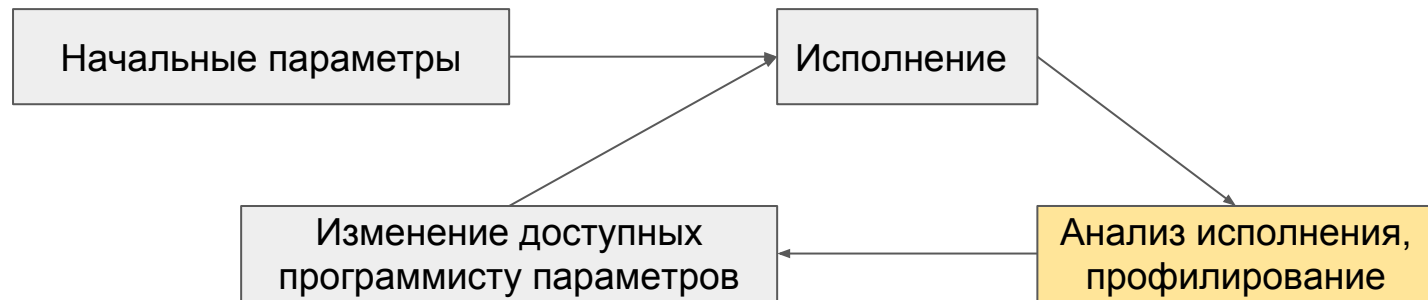 Начальные параметры
Исполнение
Изменение доступных
программисту параметров
Анализ исполнения,
профилирование